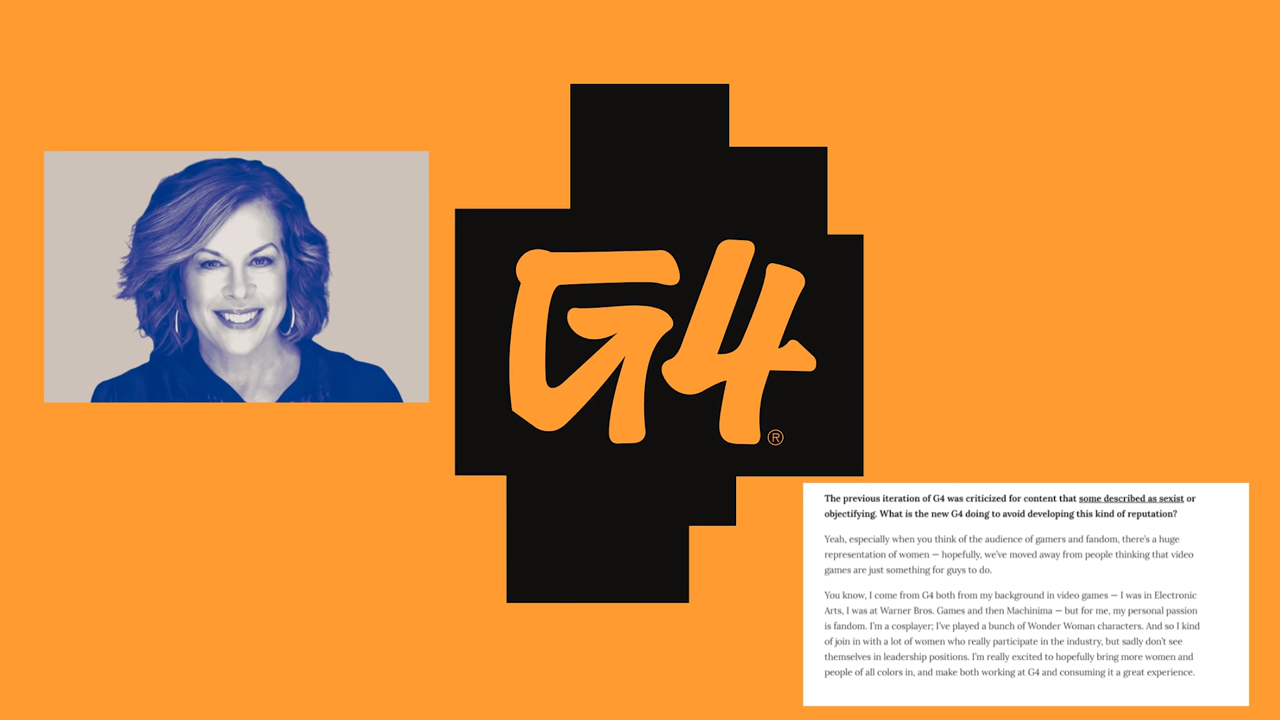 G4
®
The previous iteration of G4 was criticized for content that some described as sexist or
objectifying. What is the new G4 doing to avoid developing this kind of reputation?
Yeah, especially when you think of the audience of gamers and fandom, there's a huge
representation of women — hopefully, we've moved away from people thinking that video
games are just something for guys to do.
You know, I come from G4 both from my background in video games — I was in Electronic
Arts, I was at Warner Bros. Games and then Machinima — but for me, my personal passion
is fandom. I'm a cosplayer; I've played a bunch of Wonder Woman characters. And so I kind
of join in with a lot of women who really participate in the industry, but sadly don't see
themselves in leadership positions. I'm really excited to hopefully bring more women and
people of all colors in, and make both working at G4 and consuming it a great experience.